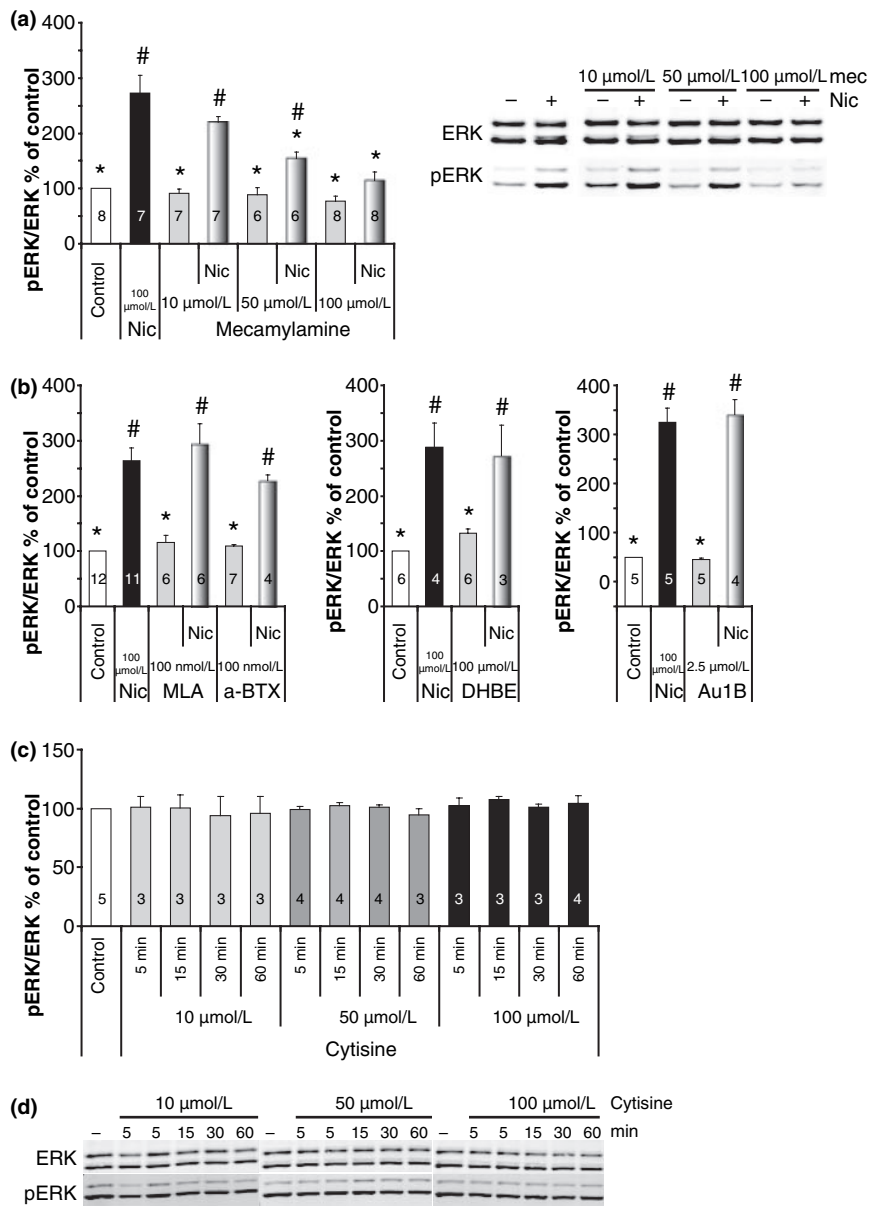 (a)
pERK/ERK % of control
400
300
200
100
0
* # * # * # * * *
8 7 7 7 6 6 8 8
Control
100 µmol/L
Nic
Nic Nic Nic
10 µmol/L 50 µmol/L 100 µmol/L
Mecamylamine
10 µmol/L 50 µmol/L 100 µmol/L mec
– + – + – + – + Nic
ERK
pERK
(b)
pERK/ERK % of control
400
300
200
100
0
* # * # * #
12 11 6 6 7 4
Control
100 µmol/L
Nic
Nic Nic
100 nmol/L 100 nmol/L
MLA a-BTX
pERK/ERK % of control
400
300
200
100
0
* # * #
6 4 6 3
Control
100 µmol/L
Nic
Nic
100 µmol/L
DHBE
pERK/ERK % of control
400
300
200
100
0
* # * #
5 5 5 4
Control
100 µmol/L
Nic
Nic
2.5 µmol/L
Au1B
(c)
pERK/ERK % of control
150
100
50
0
5 3 3 3 3 4 4 4 3 3 3 3 4
Control
5 min 15 min 30 min 60 min 5 min 15 min 30 min 60 min 5 min 15 min 30 min 60 min
10 µmol/L 50 µmol/L 100 µmol/L
Cytisine
(d)
10 µmol/L 50 µmol/L 100 µmol/L Cytisine
– 5 5 15 30 60 – 5 5 15 30 60 – 5 5 15 30 60 min
ERK
pERK